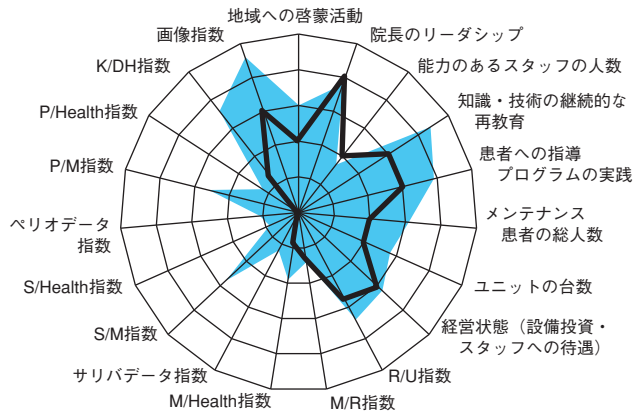 地域への啓蒙活動
院長のリーダシップ
能力のあるスタッフの人数
知識・技術の継続的な
再教育
患者への指導
プログラムの実践
メンテナンス
患者の総人数
ユニットの台数
経営状態（設備投資・
スタッフへの待遇）
R/U指数
M/R指数
M/Health指数
サリバデータ指数
S/M指数
S/Health指数
ペリオデータ
指数
P/M指数
P/Health指数
K/DH指数
画像指数